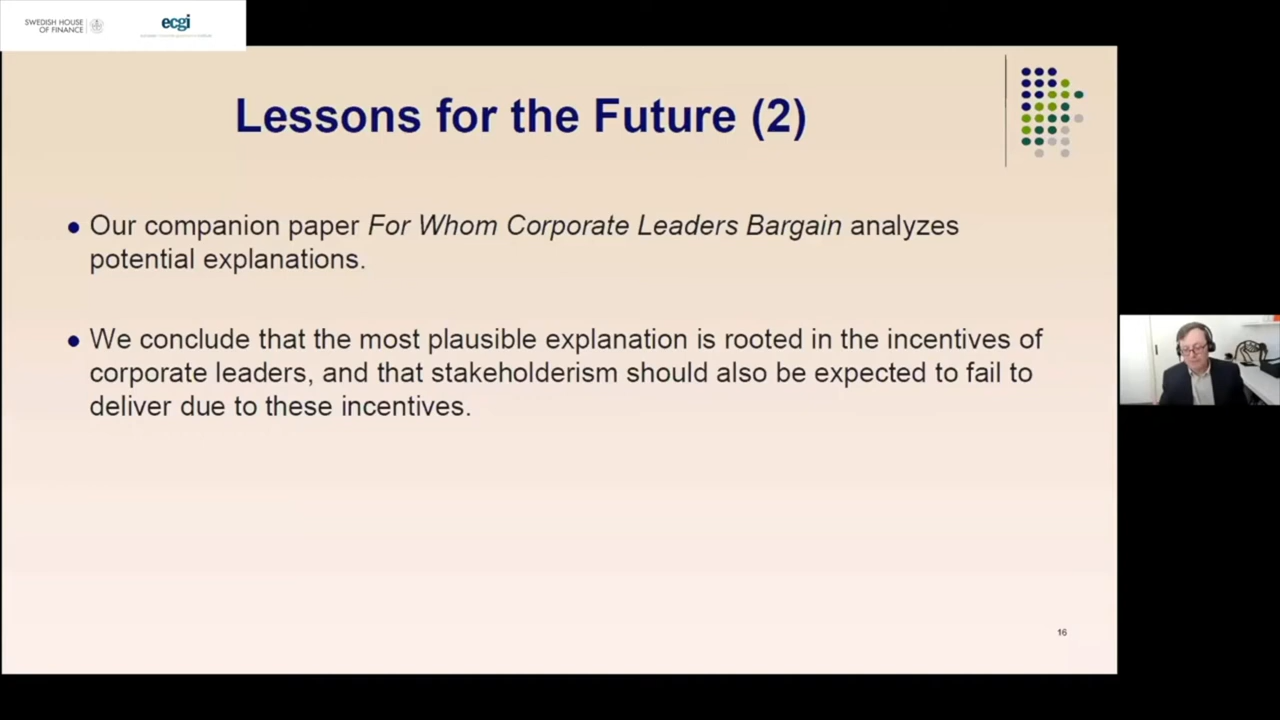 SWEDISH HOUSE
OF FINANCE
ecgi
Lessons for the Future (2)
Our companion paper For Whom Corporate Leaders Bargain analyzes
potential explanations.
We conclude that the most plausible explanation is rooted in the incentives of
corporate leaders, and that stakeholderism should also be expected to fail to
deliver due to these incentives.
16